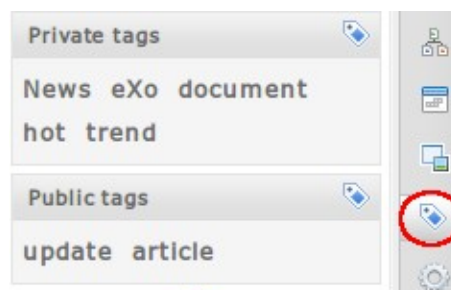 Private tags
News eXo document
hot trend
Public tags
update article